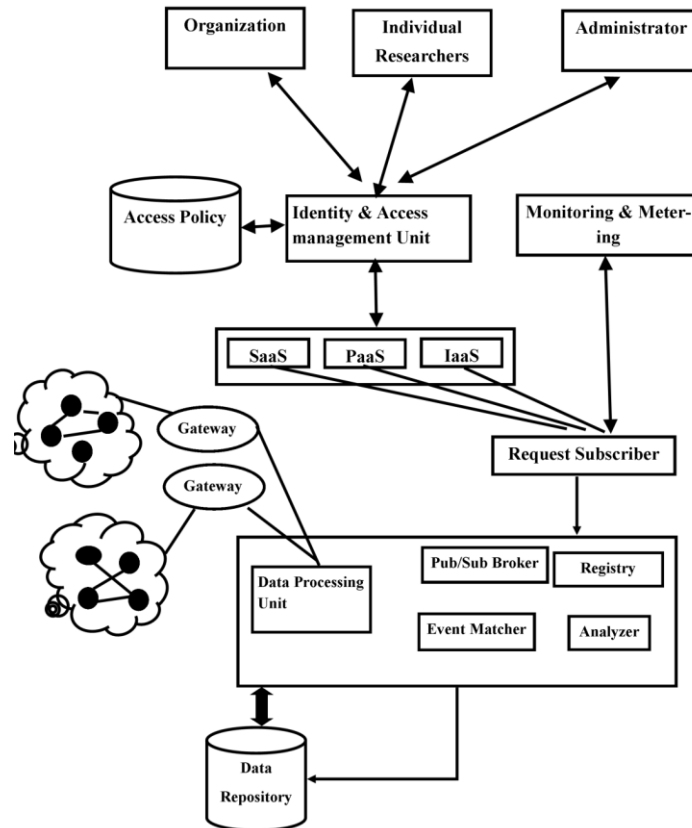 Organization
Individual
Researchers
Administrator
Access Policy
Identity & Access
management Unit
Monitoring & Meter-
ing
SaaS
PaaS
IaaS
Gateway
Request Subscriber
Gateway
Pub/Sub Broker
Registry
Data Processing
Unit
Event Matcher
Analyzer
Data
Repository